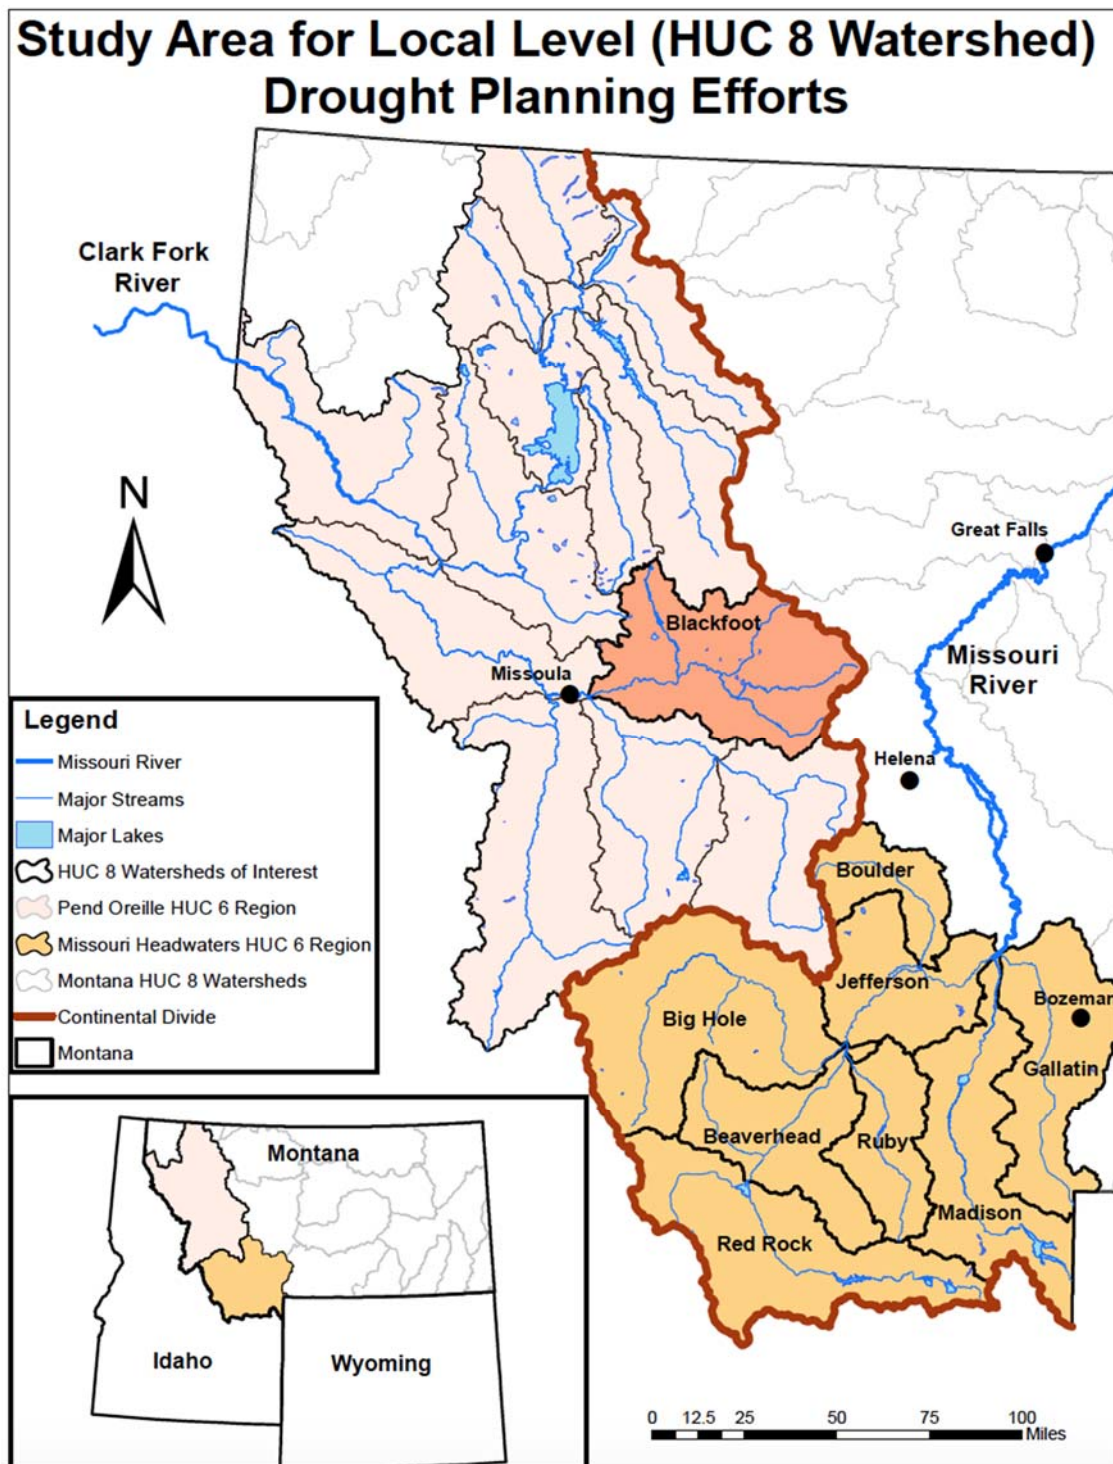 Study Area for Local Level (HUC 8 Watershed)
Drought Planning Efforts
Clark Fork
River
N
Great Falls
Blackfoot
Missouri
River
Missoula
Helena
Legend
Missouri River
Major Streams
Major Lakes
HUC 8 Watersheds of Interest
Pend Oreille HUC 6 Region
Missouri Headwaters HUC 6 Region
Montana HUC 8 Watersheds
Continental Divide
Montana
Boulder
Jefferson
Big Hole
Bozeman
Gallatin
Beaverhead
Ruby
Madison
Red Rock
Montana
Idaho
Wyoming
0 12.5 25 50 75 100
Miles